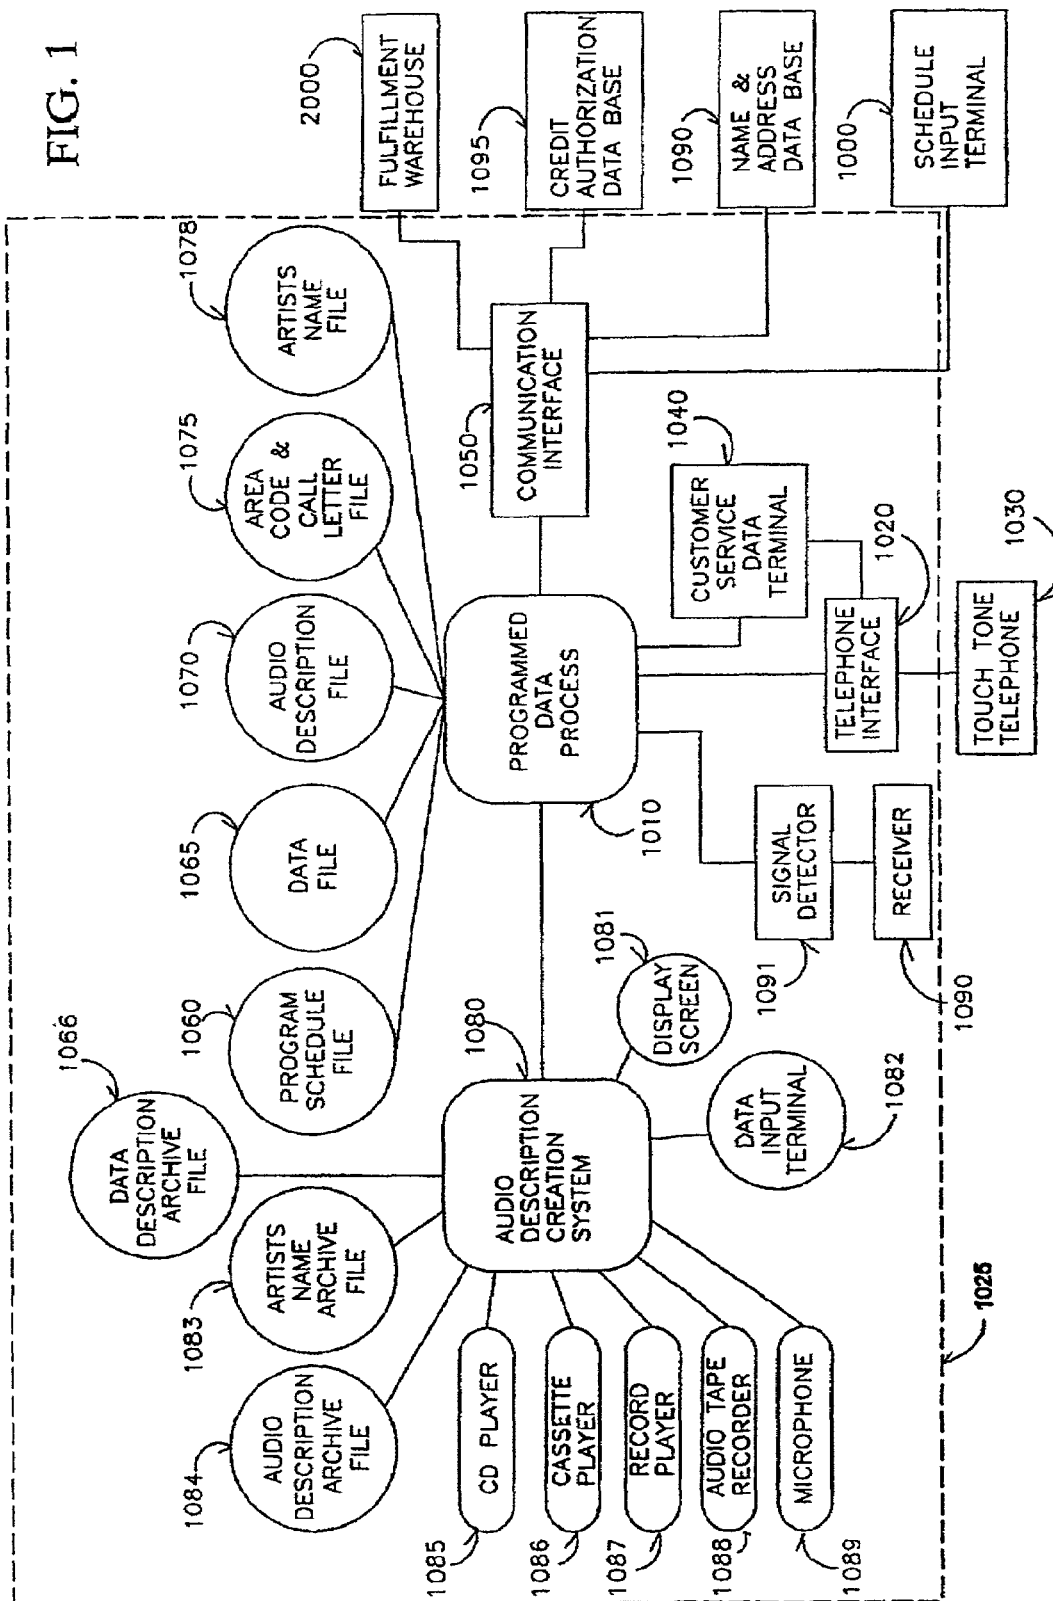 FIG. 1
1066
DATA
DESCRIPTION
ARCHIVE
FILE
1084
AUDIO
DESCRIPTION
ARCHIVE
FILE
1083
ARTISTS
NAME
ARCHIVE
FILE
1060
PROGRAM
SCHEDULE
FILE
1065
DATA
FILE
1070
AUDIO
DESCRIPTION
FILE
1075
AREA
CODE &
CALL
LETTER
FILE
1078
ARTISTS
NAME
FILE
2000
FULFILLMENT
WAREHOUSE
1095
CREDIT
AUTHORIZATION
DATA BASE
1090
NAME &
ADDRESS
DATA BASE
1000
SCHEDULE
INPUT
TERMINAL
1085
CD PLAYER
1086
CASSETTE
PLAYER
1087
RECORD
PLAYER
1088
AUDIO TAPE
RECORDER
1089
MICROPHONE
1080
AUDIO
DESCRIPTION
CREATION
SYSTEM
1081
DISPLAY
SCREEN
DATA
INPUT
TERMINAL
1082
PROGRAMMED
DATA
PROCESS
1010
1050
COMMUNICATION
INTERFACE
1040
CUSTOMER
SERVICE
DATA
TERMINAL
SIGNAL
DETECTOR
1091
RECEIVER
1090
1020
TELEPHONE
INTERFACE
1030
TOUCH TONE
TELEPHONE
1025